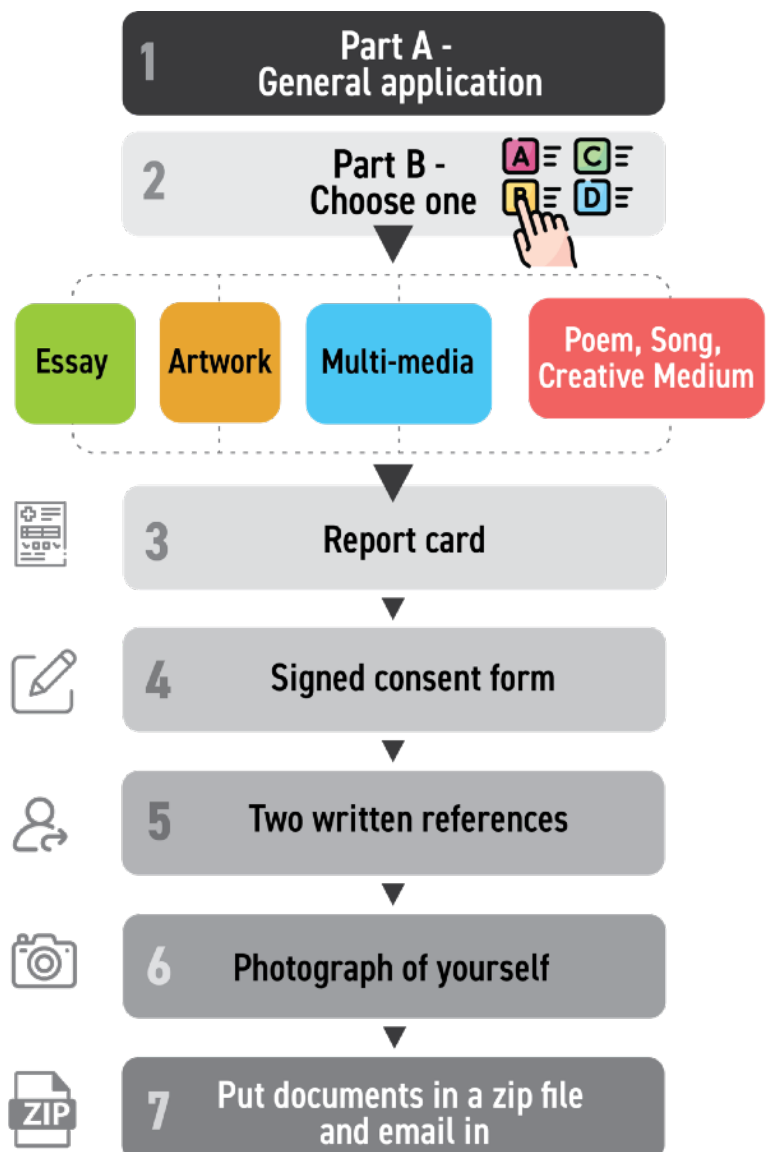 1
Part A -
General application
2
Part B -
Choose one
A
C
B
D
Essay
Artwork
Multi-media
Poem, Song,
Creative Medium
3
Report card
4
Signed consent form
5
Two written references
6
Photograph of yourself
ZIP
7
Put documents in a zip file
and email in